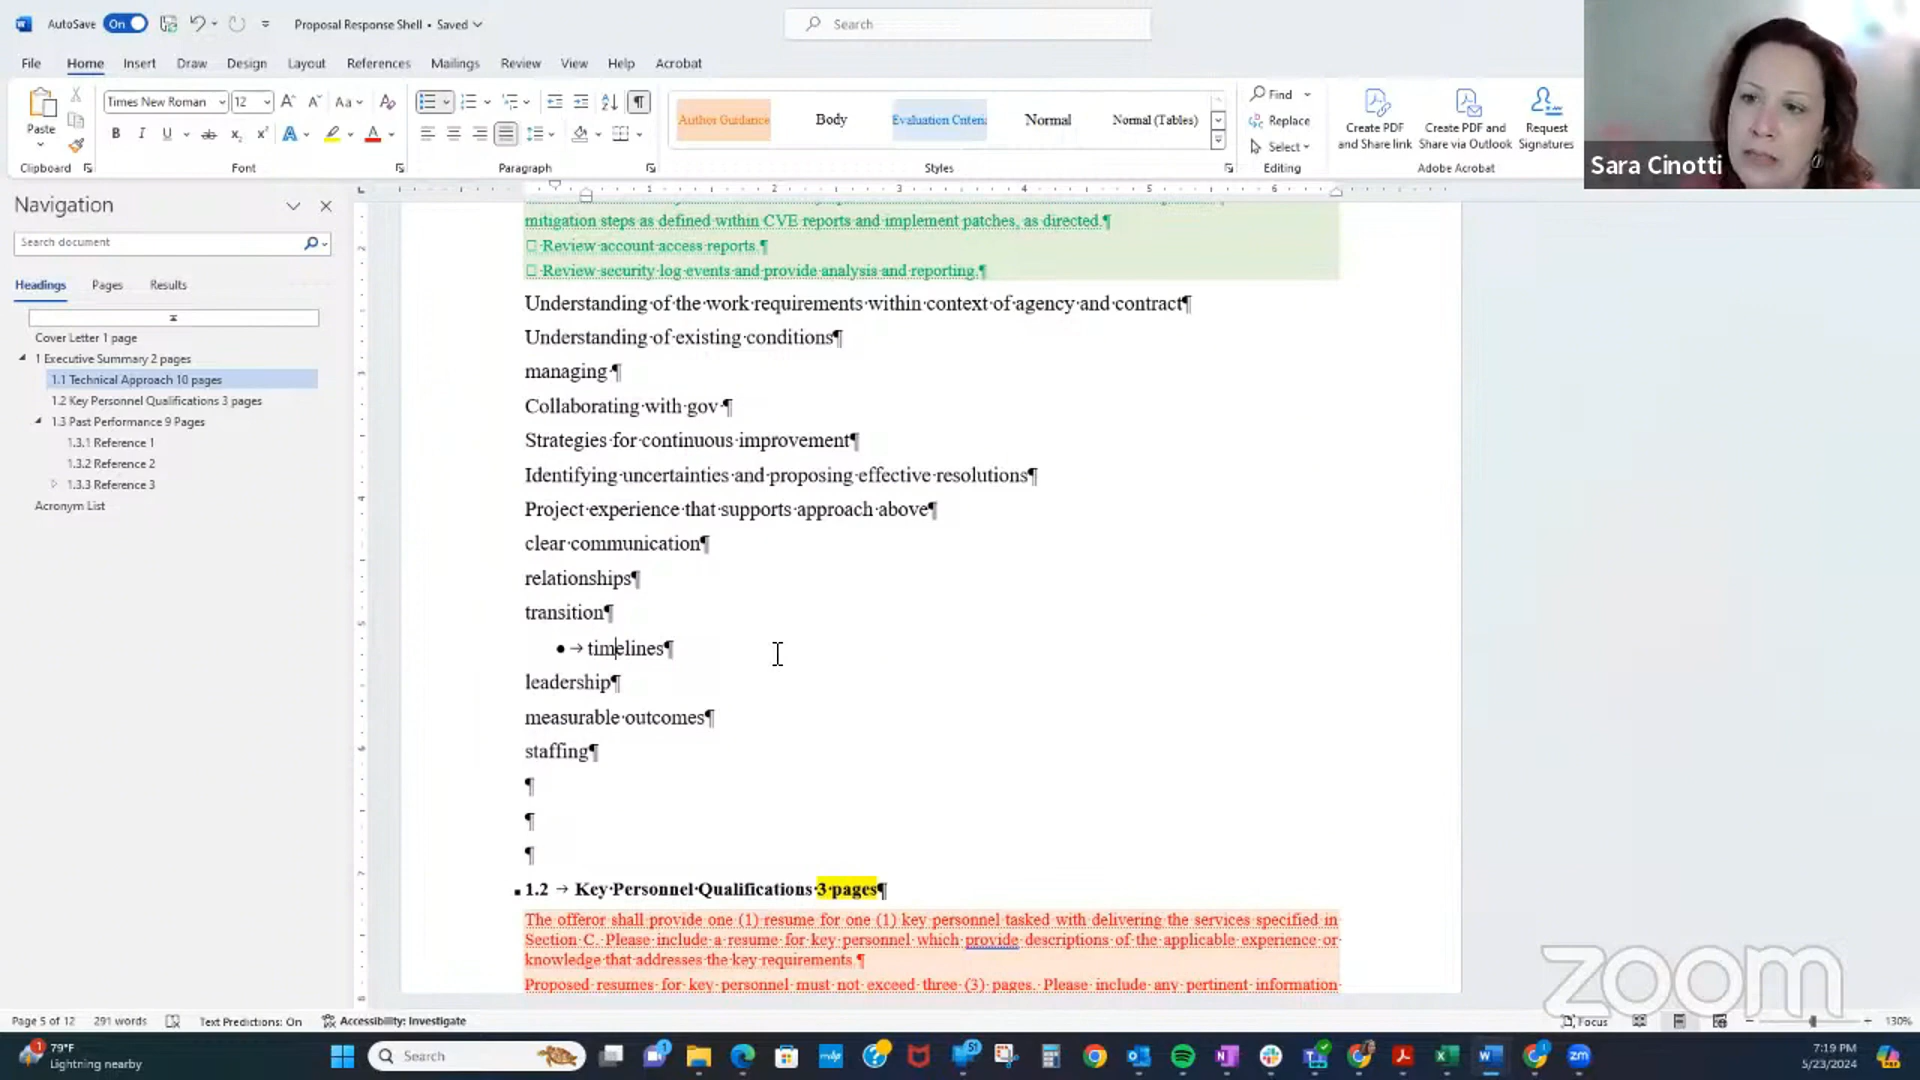 AutoSave On Proposal Response Shell • Saved Search
File Home Insert Draw Design Layout References Mailings Review View Help Acrobat
Paste
Clipboard
Times New Roman 12
Font
Paragraph
Author Guidance Body Evaluation Criteria Normal Normal (Tables)
Styles
Find
Replace
Select
Editing
Create PDF and Share link
Create PDF and Share via Outlook
Request Signatures
Adobe Acrobat
Sara Cinotti
Navigation
Search document
Headings Pages Results
Cover Letter 1 page
1 Executive Summary 2 pages
1.1 Technical Approach 10 pages
1.2 Key Personnel Qualifications 3 pages
1.3 Past Performance 9 Pages
1.3.1 Reference 1
1.3.2 Reference 2
1.3.3 Reference 3
Acronym List
mitigation steps as defined within CVE reports and implement patches, as directed.¶
□ Review account access reports.¶
□ Review security log events and provide analysis and reporting.¶
Understanding of the work requirements within context of agency and contract¶
Understanding of existing conditions¶
managing ¶
Collaborating with gov ¶
Strategies for continuous improvement¶
Identifying uncertainties and proposing effective resolutions¶
Project experience that supports approach above¶
clear communication¶
relationships¶
transition¶
• → timelines¶
leadership¶
measurable outcomes¶
staffing¶
¶
¶
¶
1.2 → Key Personnel Qualifications 3 pages¶
The offeror shall provide one (1) resume for one (1) key personnel tasked with delivering the services specified in
Section C. Please include a resume for key personnel which provide descriptions of the applicable experience or
knowledge that addresses the key requirements ¶
Proposed resumes for key personnel must not exceed three (3) pages. Please include any pertinent information
zoom
Page 5 of 12 291 words Text Predictions: On Accessibility: Investigate Focus 130%
79°F
Lightning nearby
Search
7:19 PM
5/23/2024